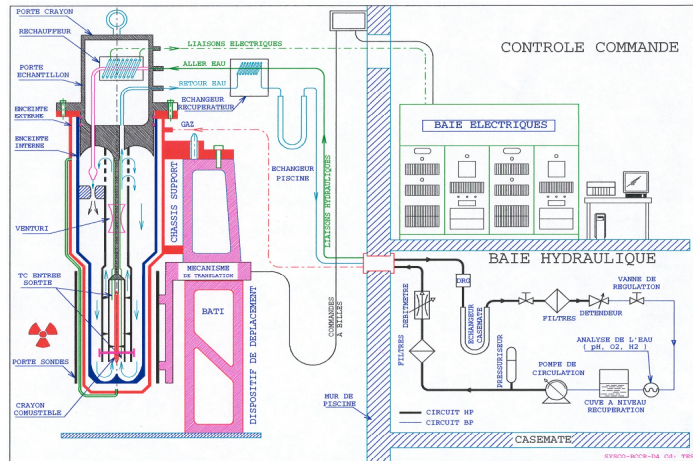 PORTE CRAYON
RECHAUFFEUR
PORTE
ECHANTILLON
ENCEINTE
EXTERNE
ENCEINTE
INTERNE
VENTURI
TC ENTREE
SORTIE
PORTE SONDES
CRAYON
COMUSTIBLE
LIAISONS ELECTRIQUES
ALLER EAU
RETOUR EAU
ECHANGEUR
RECUPERATEUR
GAZ
ECHANGEUR
PISCINE
CHASSIS SUPPORT
MECANISME
DE TRANSLATION
BATI
DISPOSITIF DE DEPLACEMENT
LIAISONS HYDRAULIQUES
COMMANDES
A BILLES
MUR DE
PISCINE
CONTROLE COMMANDE
BAIE ELECTRIQUES
BAIE HYDRAULIQUE
DRG
ECHANGEUR
CASEMATE
DEBITMETRE
FILTRES
FILTRES
DETENDEUR
VANNE DE
REGULATION
ANALYSE DE L'EAU
( pH, O2, H2 )
PRESSURISEUR
POMPE DE
CIRCULATION
CUVE A NIVEAU
RECUPERATION
CIRCUIT HP
CIRCUIT BP
CASEMATE